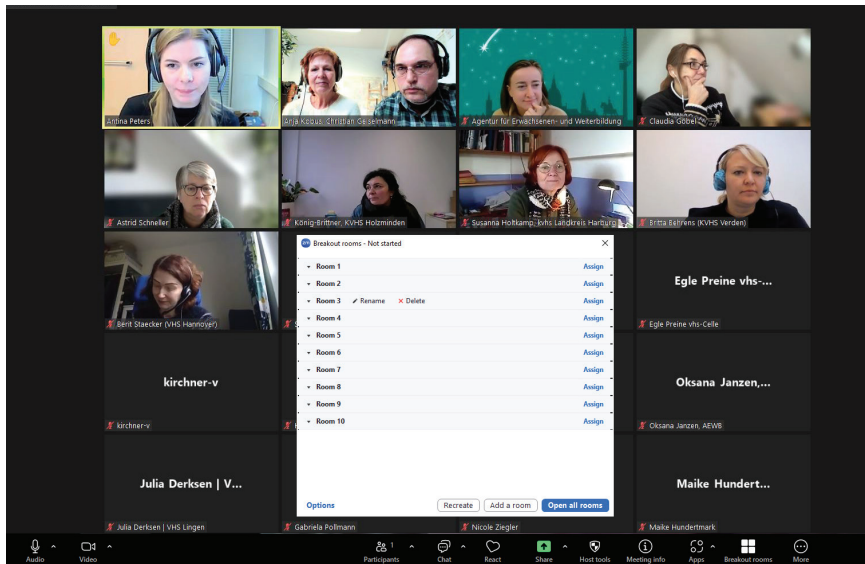 Antina Peters
Anja Kobus, Christian Geiselmann
Agentur für Erwachsenen- und Weiterbildung
Claudia Gobel
Astrid Schneller
König-Brittner, KVHS Holzminden
Susanna Holtkamp, kvhs Landkreis Harburg
Britta Behrens (KVHS Verden)
Berit Staecker (VHS Hannover)
Breakout rooms - Not started
Room 1 Assign
Room 2 Assign
Room 3 Rename Delete Assign
Room 4 Assign
Room 5 Assign
Room 6 Assign
Room 7 Assign
Room 8 Assign
Room 9 Assign
Room 10 Assign
Options Recreate Add a room Open all rooms
Egle Preine vhs-...
Egle Preine vhs-Celle
kirchner-v
kirchner-v
Oksana Janzen,...
Oksana Janzen, AEWB
Julia Derksen | V...
Maike Hundert...
Julia Derksen | VHS Lingen
Gabriela Pollmann
Nicole Ziegler
Maike Hundertmark
Audio
Video
Participants 1
Chat
React
Share
Host tools
Meeting info
Apps
Breakout rooms
More